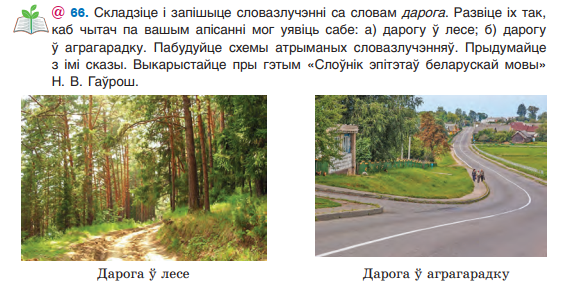 @ 66. Складзіце і запішыце словазлучэнні са словам дарога. Развіце іх так,
каб чытач па вашым апісанні мог уявіць сабе: а) дарогу ў лесе; б) дарогу
ў аграгарадку. Пабудуйце схемы атрыманых словазлучэнняў. Прыдумайце
з імі сказы. Выкарыстайце пры гэтым «Слоўнік эпітэтаў беларускай мовы»
Н. В. Гаўрош.
Дарога ў лесе
Дарога ў аграгарадку